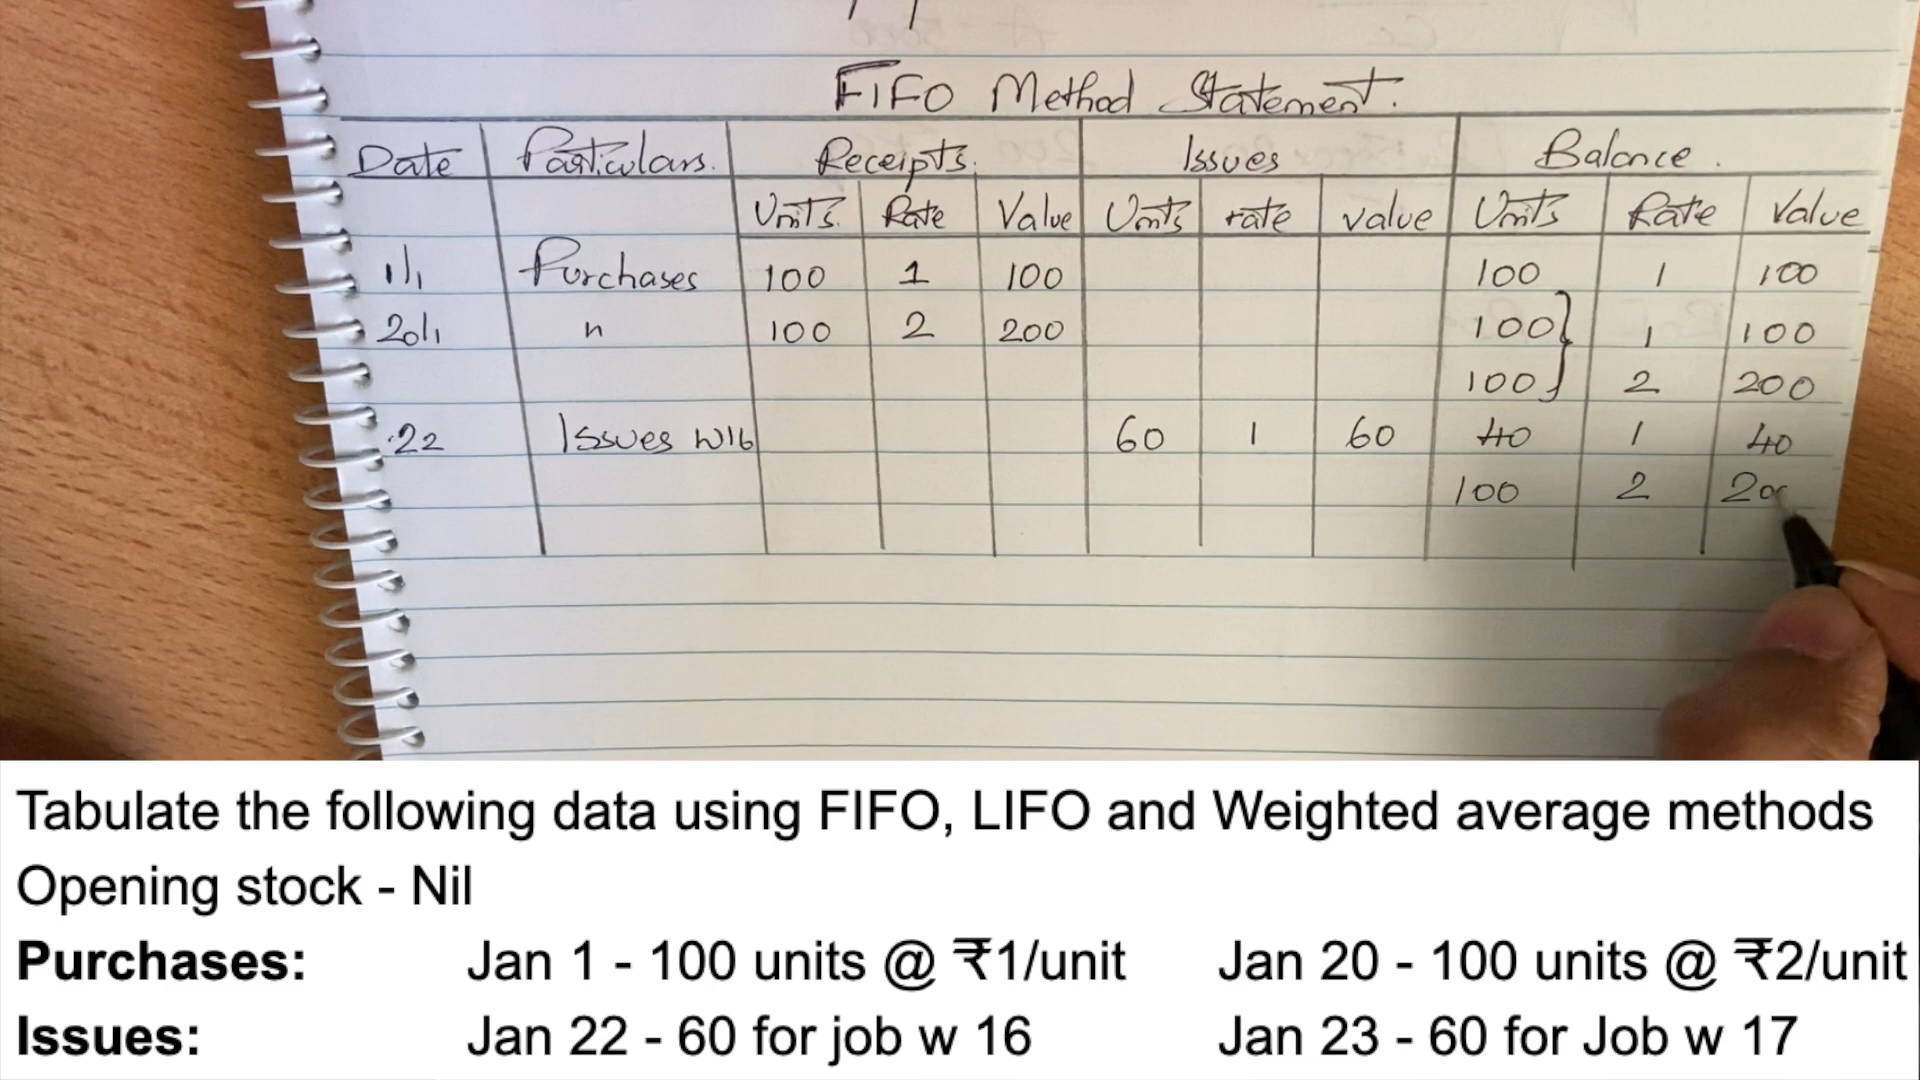 FIFO Method Statement.
Date Particulars. Receipts. Issues Balance.
Units. Rate Value Units rate value Units Rate Value
1/1 Purchases 100 1 100 100 1 100
20/1 " 100 2 200 100 1 100
100 2 200
22 Issues W16 60 1 60 40 1 40
100 2 200
Tabulate the following data using FIFO, LIFO and Weighted average methods
Opening stock - Nil
Purchases: Jan 1 - 100 units @ ₹1/unit Jan 20 - 100 units @ ₹2/unit
Issues: Jan 22 - 60 for job w 16 Jan 23 - 60 for Job w 17